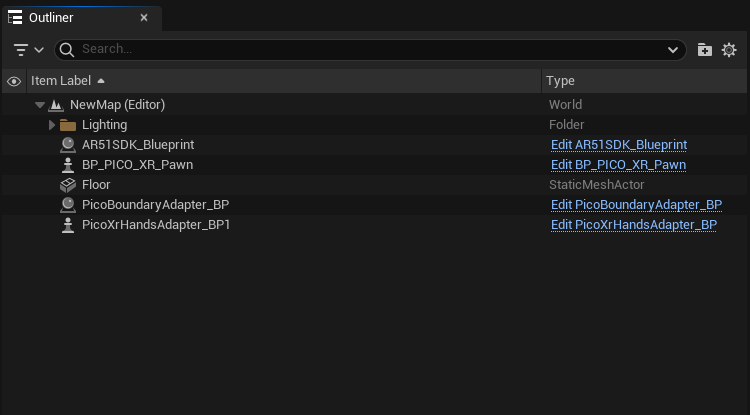 Outliner
Search...
Item Label Type
NewMap (Editor) World
Lighting Folder
AR51SDK_Blueprint Edit AR51SDK_Blueprint
BP_PICO_XR_Pawn Edit BP_PICO_XR_Pawn
Floor StaticMeshActor
PicoBoundaryAdapter_BP Edit PicoBoundaryAdapter_BP
PicoXrHandsAdapter_BP1 Edit PicoXrHandsAdapter_BP